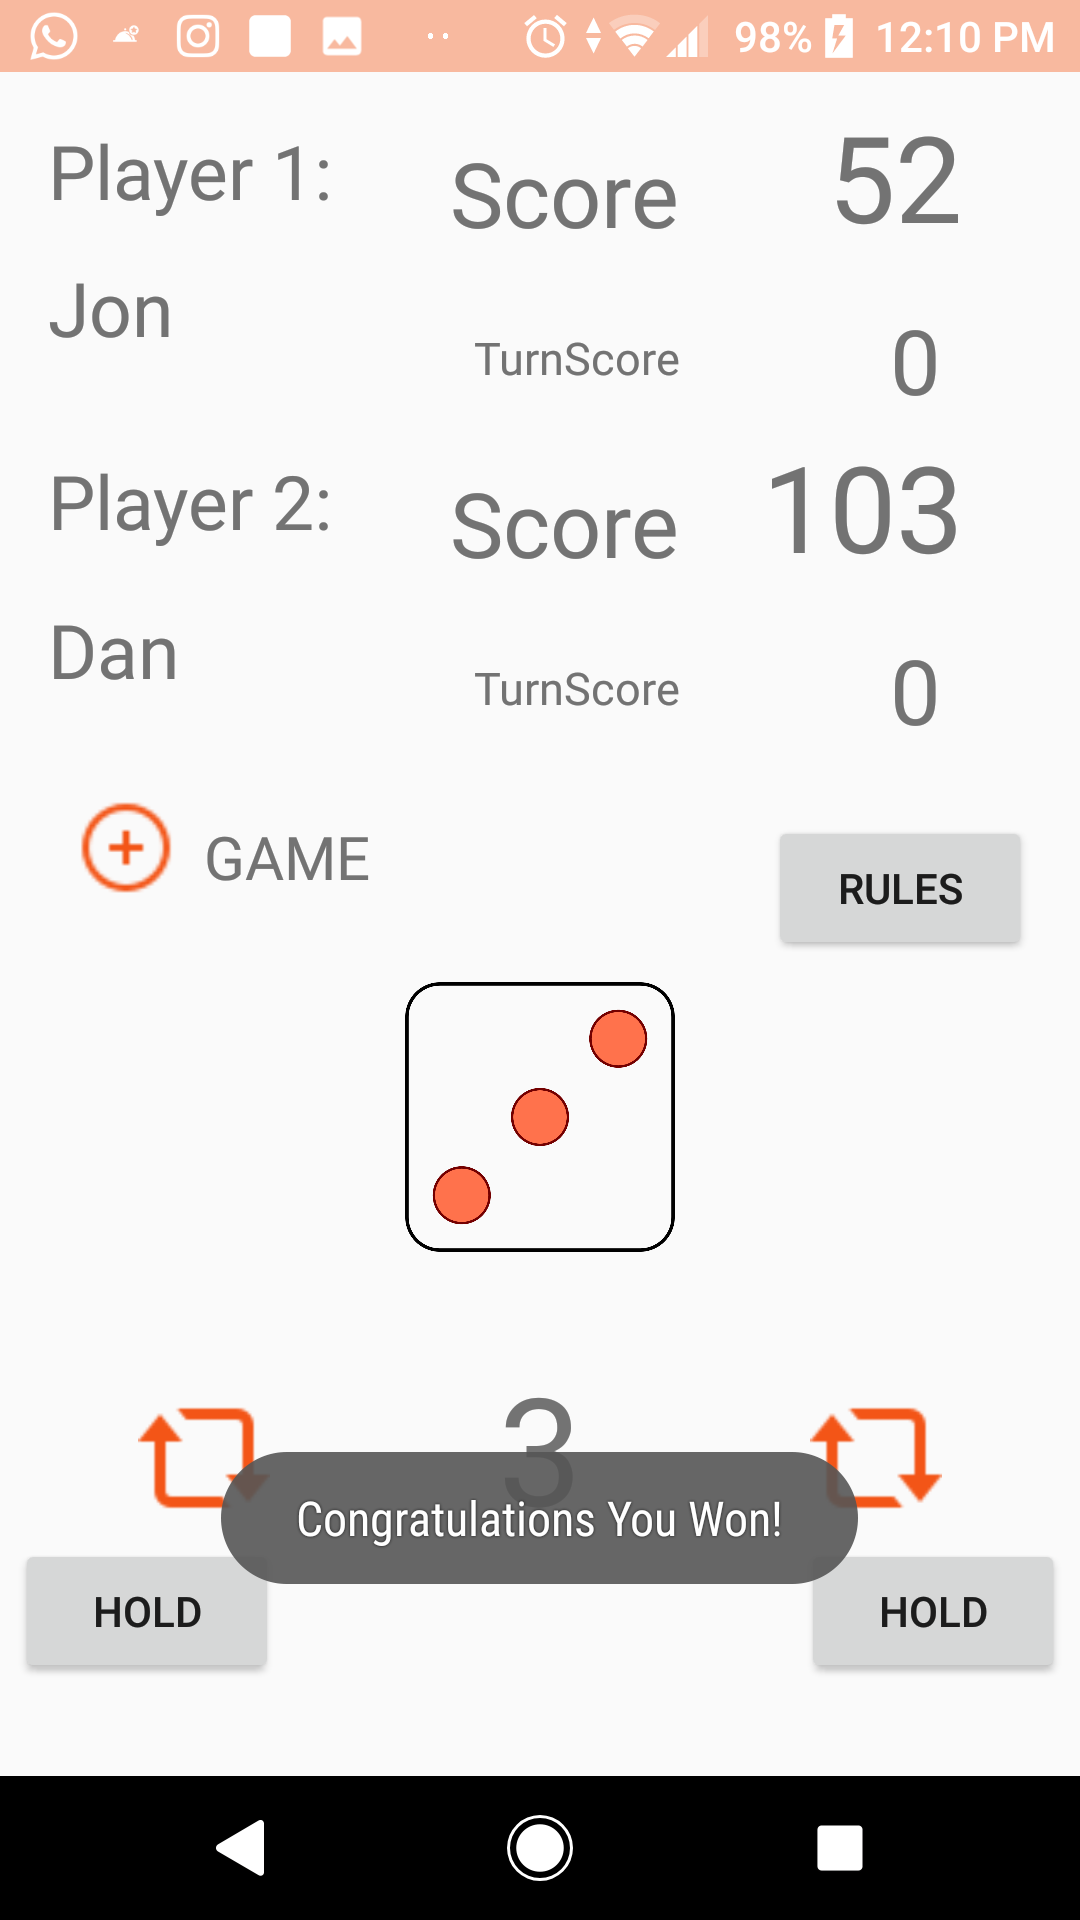 98% 12:10 PM
Player 1: Score 52
Jon
TurnScore 0
Player 2: Score 103
Dan
TurnScore 0
GAME
RULES
3
Congratulations You Won!
HOLD HOLD